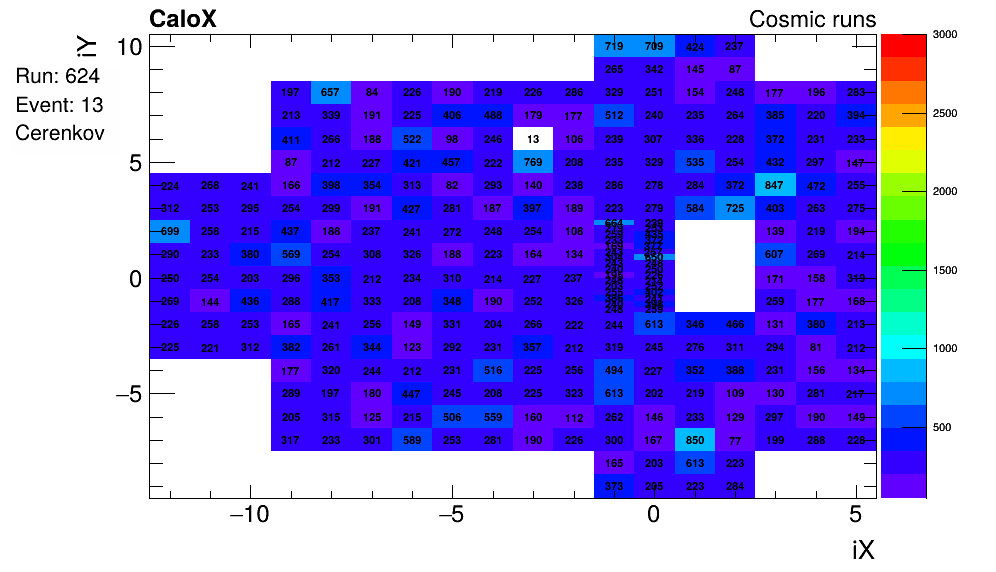 CaloX Cosmic runs
iY
Run: 624
Event: 13
Cerenkov
10 719 709 424 237 3000
265 342 145 87
197 657 84 226 190 219 226 286 329 251 154 248 177 196 283
213 339 191 225 406 488 179 177 512 240 235 264 385 220 394 2500
411 266 188 522 98 246 13 106 239 307 336 228 372 231 233
5 67 212 227 421 457 222 769 208 235 329 535 254 432 297 147
224 268 241 166 398 354 313 82 293 140 238 286 278 284 372 847 472 255 2000
312 253 295 254 299 191 427 261 187 397 189 223 279 584 725 403 263 275
699 258 215 437 188 237 241 272 248 254 108 139 219 194
290 233 380 569 254 308 326 188 223 164 134 607 269 214 1500
0 250 254 203 296 353 212 234 310 214 227 237 171 158 349
269 144 436 288 417 333 208 348 190 252 326 259 177 168
226 256 253 165 241 256 149 331 204 266 222 244 613 346 456 131 380 213
225 221 312 382 261 344 123 292 231 357 212 319 245 276 311 294 81 212 1000
177 320 244 212 231 516 225 256 494 227 352 388 231 156 134
−5 289 197 180 447 245 208 225 326 613 202 219 109 130 281 217
205 315 125 215 506 559 160 112 262 146 233 129 297 190 149 500
317 233 301 589 253 281 190 226 300 167 850 77 199 288 228
165 203 613 223
373 205 223 284
−10 −5 0 5
iX